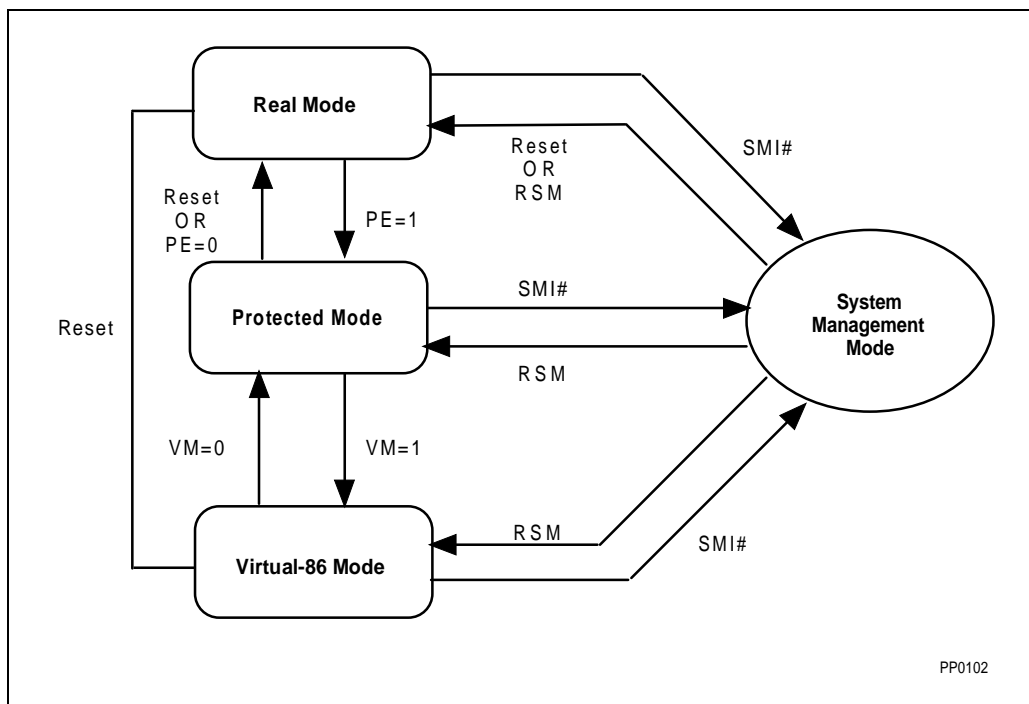 Real Mode
SMI#
Reset
OR
RSM
Reset
OR
PE=0
PE=1
SMI#
System
Management
Mode
Protected Mode
Reset
RSM
VM=0
VM=1
RSM
SMI#
Virtual-86 Mode
PP0102